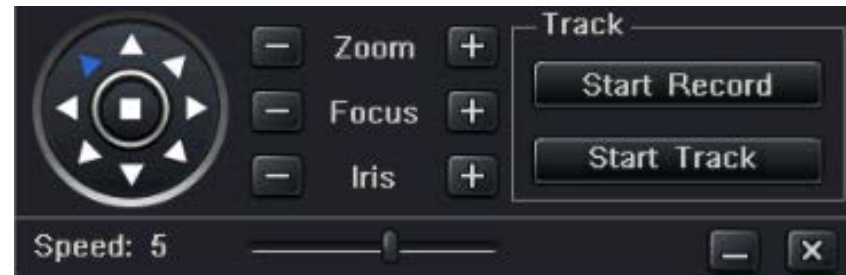 Track
Zoom
Start Record
Focus
Start Track
Iris
Speed: 5